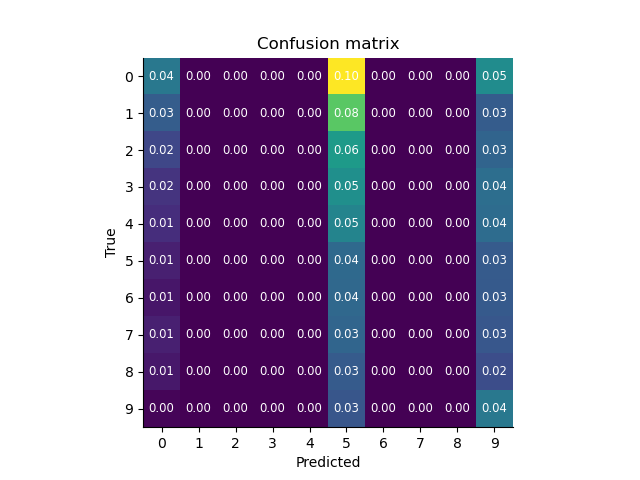 Confusion matrix
0 0.04 0.00 0.00 0.00 0.00 0.10 0.00 0.00 0.00 0.05
1 0.03 0.00 0.00 0.00 0.00 0.08 0.00 0.00 0.00 0.03
2 0.02 0.00 0.00 0.00 0.00 0.06 0.00 0.00 0.00 0.03
3 0.02 0.00 0.00 0.00 0.00 0.05 0.00 0.00 0.00 0.04
4 0.01 0.00 0.00 0.00 0.00 0.05 0.00 0.00 0.00 0.04
True
5 0.01 0.00 0.00 0.00 0.00 0.04 0.00 0.00 0.00 0.03
6 0.01 0.00 0.00 0.00 0.00 0.04 0.00 0.00 0.00 0.03
7 0.01 0.00 0.00 0.00 0.00 0.03 0.00 0.00 0.00 0.03
8 0.01 0.00 0.00 0.00 0.00 0.03 0.00 0.00 0.00 0.02
9 0.00 0.00 0.00 0.00 0.00 0.03 0.00 0.00 0.00 0.04
0 1 2 3 4 5 6 7 8 9
Predicted